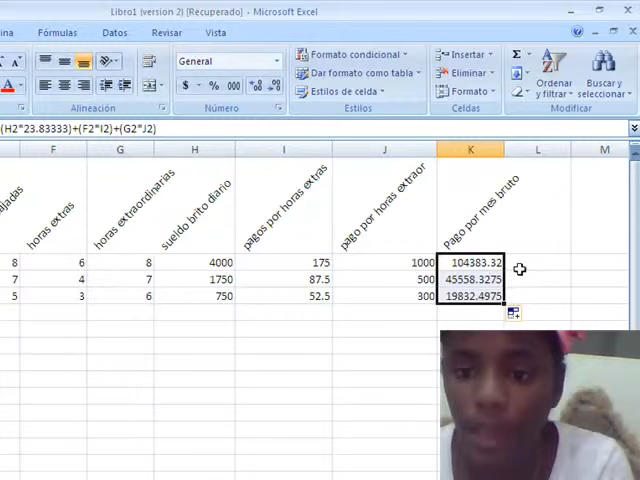 Libro1 (version 2) [Recuperado] - Microsoft Excel
Fórmulas Datos Revisar Vista
General
Formato condicional
Dar formato como tabla
Estilos de celda
Insertar
Eliminar
Formato
Σ
Ordenar y filtrar
Buscar y seleccionar
A
$ % 000
Alineación Número Estilos Celdas Modificar
(H2*23.83333)+(F2*I2)+(G2*J2)
F G H I J K L M
ajadas horas extras horas extraordinarias sueldo brito diario pagos por horas extras pago por horas extraor Pago por mes bruto
8 6 8 4000 175 1000 104383.32
7 4 7 1750 87.5 500 45558.3275
5 3 6 750 52.5 300 19832.4975